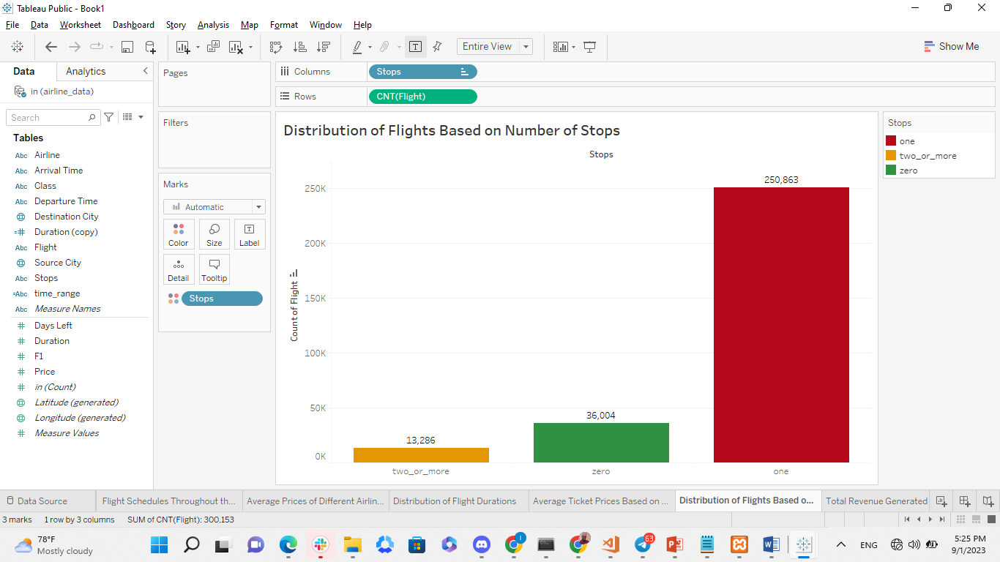 Tableau Public - Book1
File Data Worksheet Dashboard Story Analysis Map Format Window Help
Entire View
Show Me
Data Analytics
in (airline_data)
Search
Tables
Abc Airline
Abc Arrival Time
Abc Class
Abc Departure Time
Destination City
=# Duration (copy)
Abc Flight
Source City
Abc Stops
=Abc time_range
Abc Measure Names
# Days Left
# Duration
# F1
# Price
# in (Count)
Latitude (generated)
Longitude (generated)
# Measure Values
Pages
Filters
Marks
Automatic
Color Size Label
Detail Tooltip
Stops
Columns Stops
Rows CNT(Flight)
Distribution of Flights Based on Number of Stops
Stops
Count of Flight
250K
200K
150K
100K
50K
0K
13,286
36,004
250,863
two_or_more zero one
Stops
one
two_or_more
zero
Data Source Flight Schedules Throughout th... Average Prices of Different Airlin... Distribution of Flight Durations Average Ticket Prices Based on ... Distribution of Flights Based o... Total Revenue Generated
3 marks 1 row by 3 columns SUM of CNT(Flight): 300,153
78°F
Mostly cloudy
1
63
ENG
5:25 PM
9/1/2023